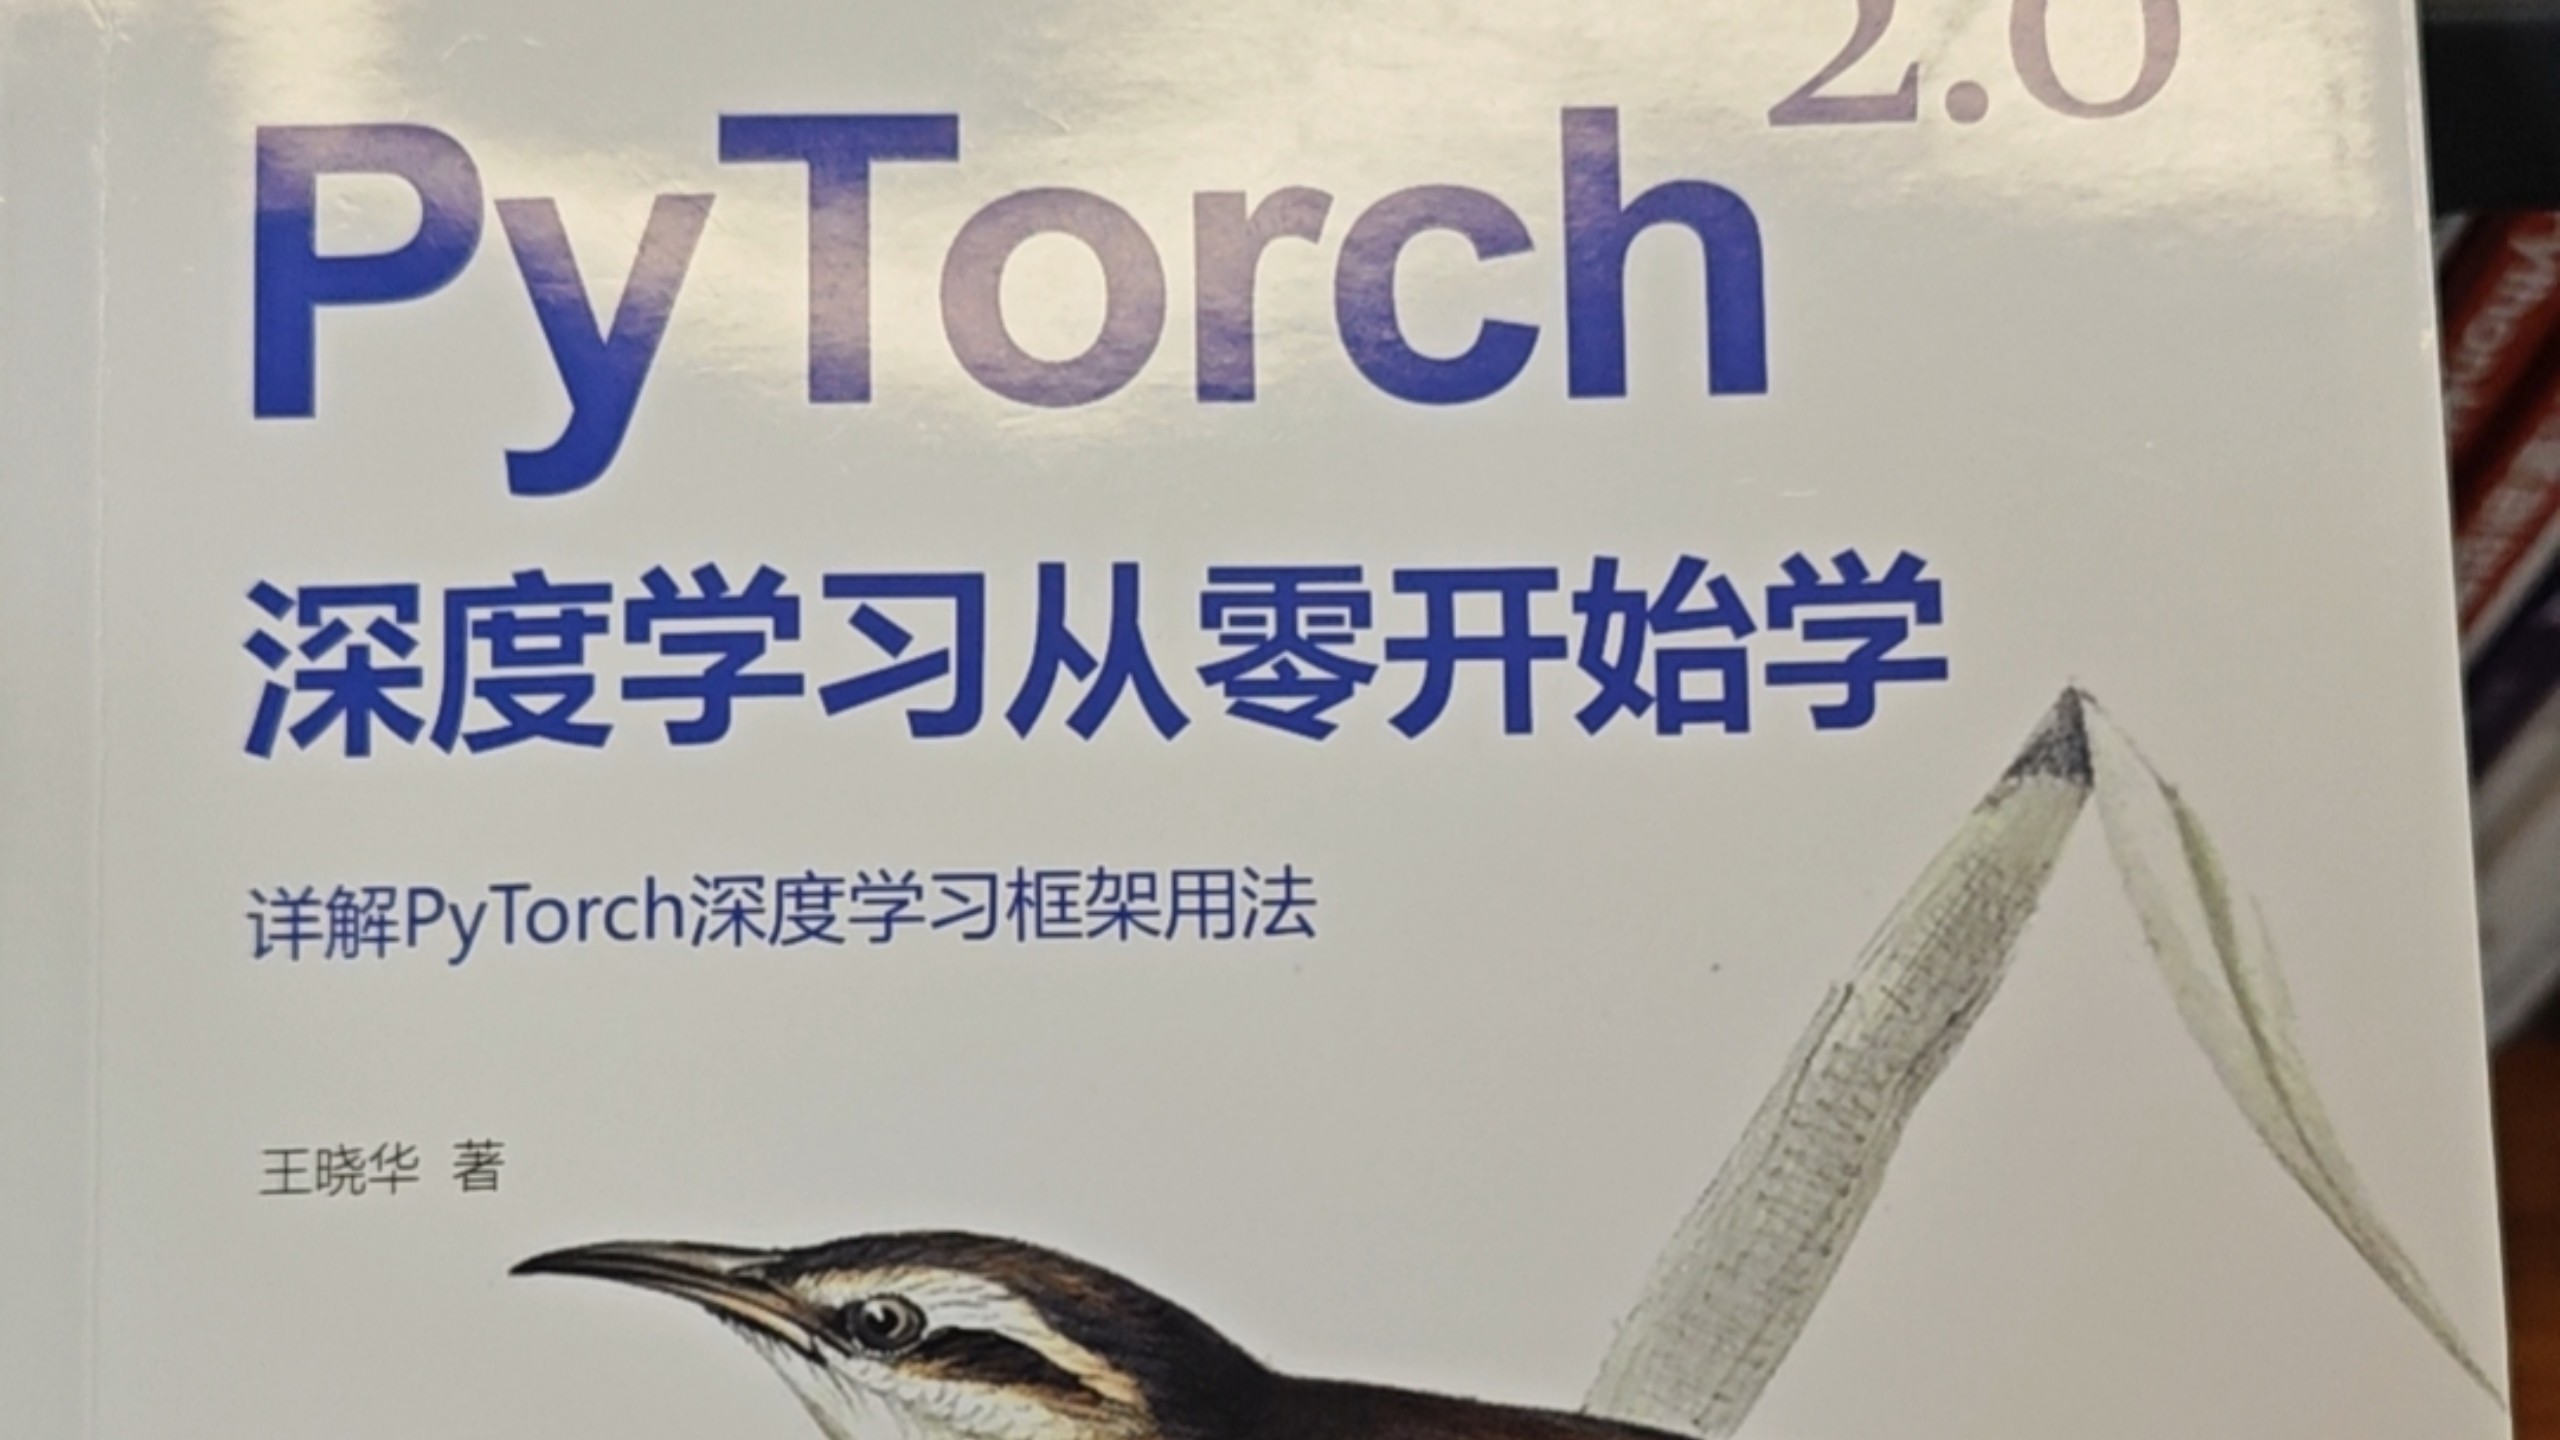 PyTorch 2.0
深度学习从零开始学
详解PyTorch深度学习框架用法
王晓华 著